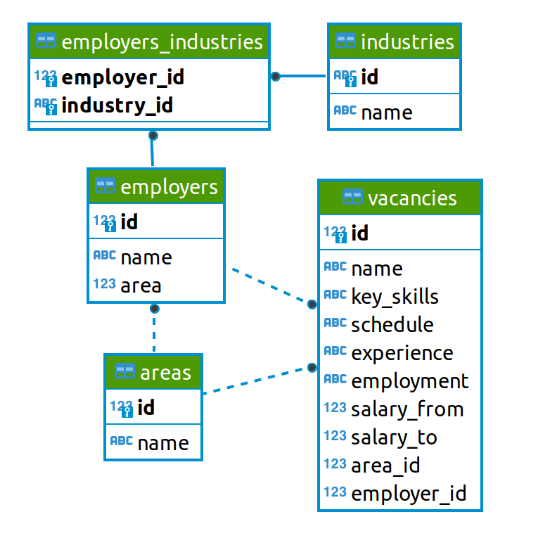 employers_industries
123 employer_id
ABC industry_id
industries
ABC id
ABC name
employers
123 id
ABC name
123 area
vacancies
123 id
ABC name
ABC key_skills
ABC schedule
ABC experience
ABC employment
123 salary_from
123 salary_to
123 area_id
123 employer_id
areas
123 id
ABC name